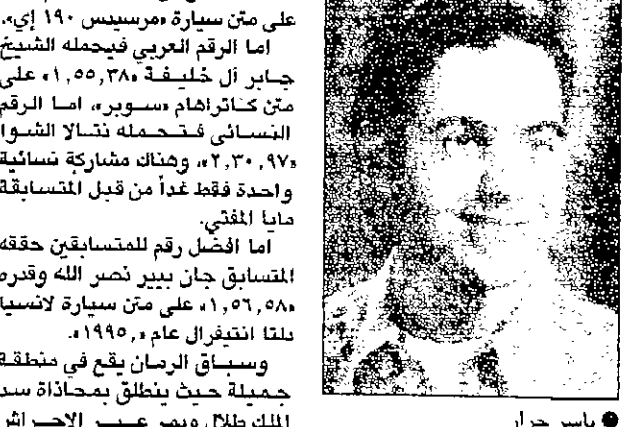 على متن سيارة «مرسيدس ١٩٠ إي».
اما الرقم العربي فيحمله الشيخ
جابر آل خليفة «١,٥٥,٣٨» على
متن كاتراهام «سوبر»، اما الرقم
النسائي فتحمله نتالا الشوا
«٢,٣٠,٩٧»، وهناك مشاركة نسائية
واحدة فقط غداً من قبل المتسابقة
مايا المفتي.
اما افضل رقم للمتسابقين حققه
المتسابق جان بيير نصر الله وقدره
«١,٥٦,٥٨» على متن سيارة لانسيا
دلتا انتيغرال عام «١٩٩٥».
وسباق الرمان يقع في منطقة
جميلة حيث ينطلق بمحاذاة سد
الملك طلال ويمر عبر الاحراش
ياسر جرار